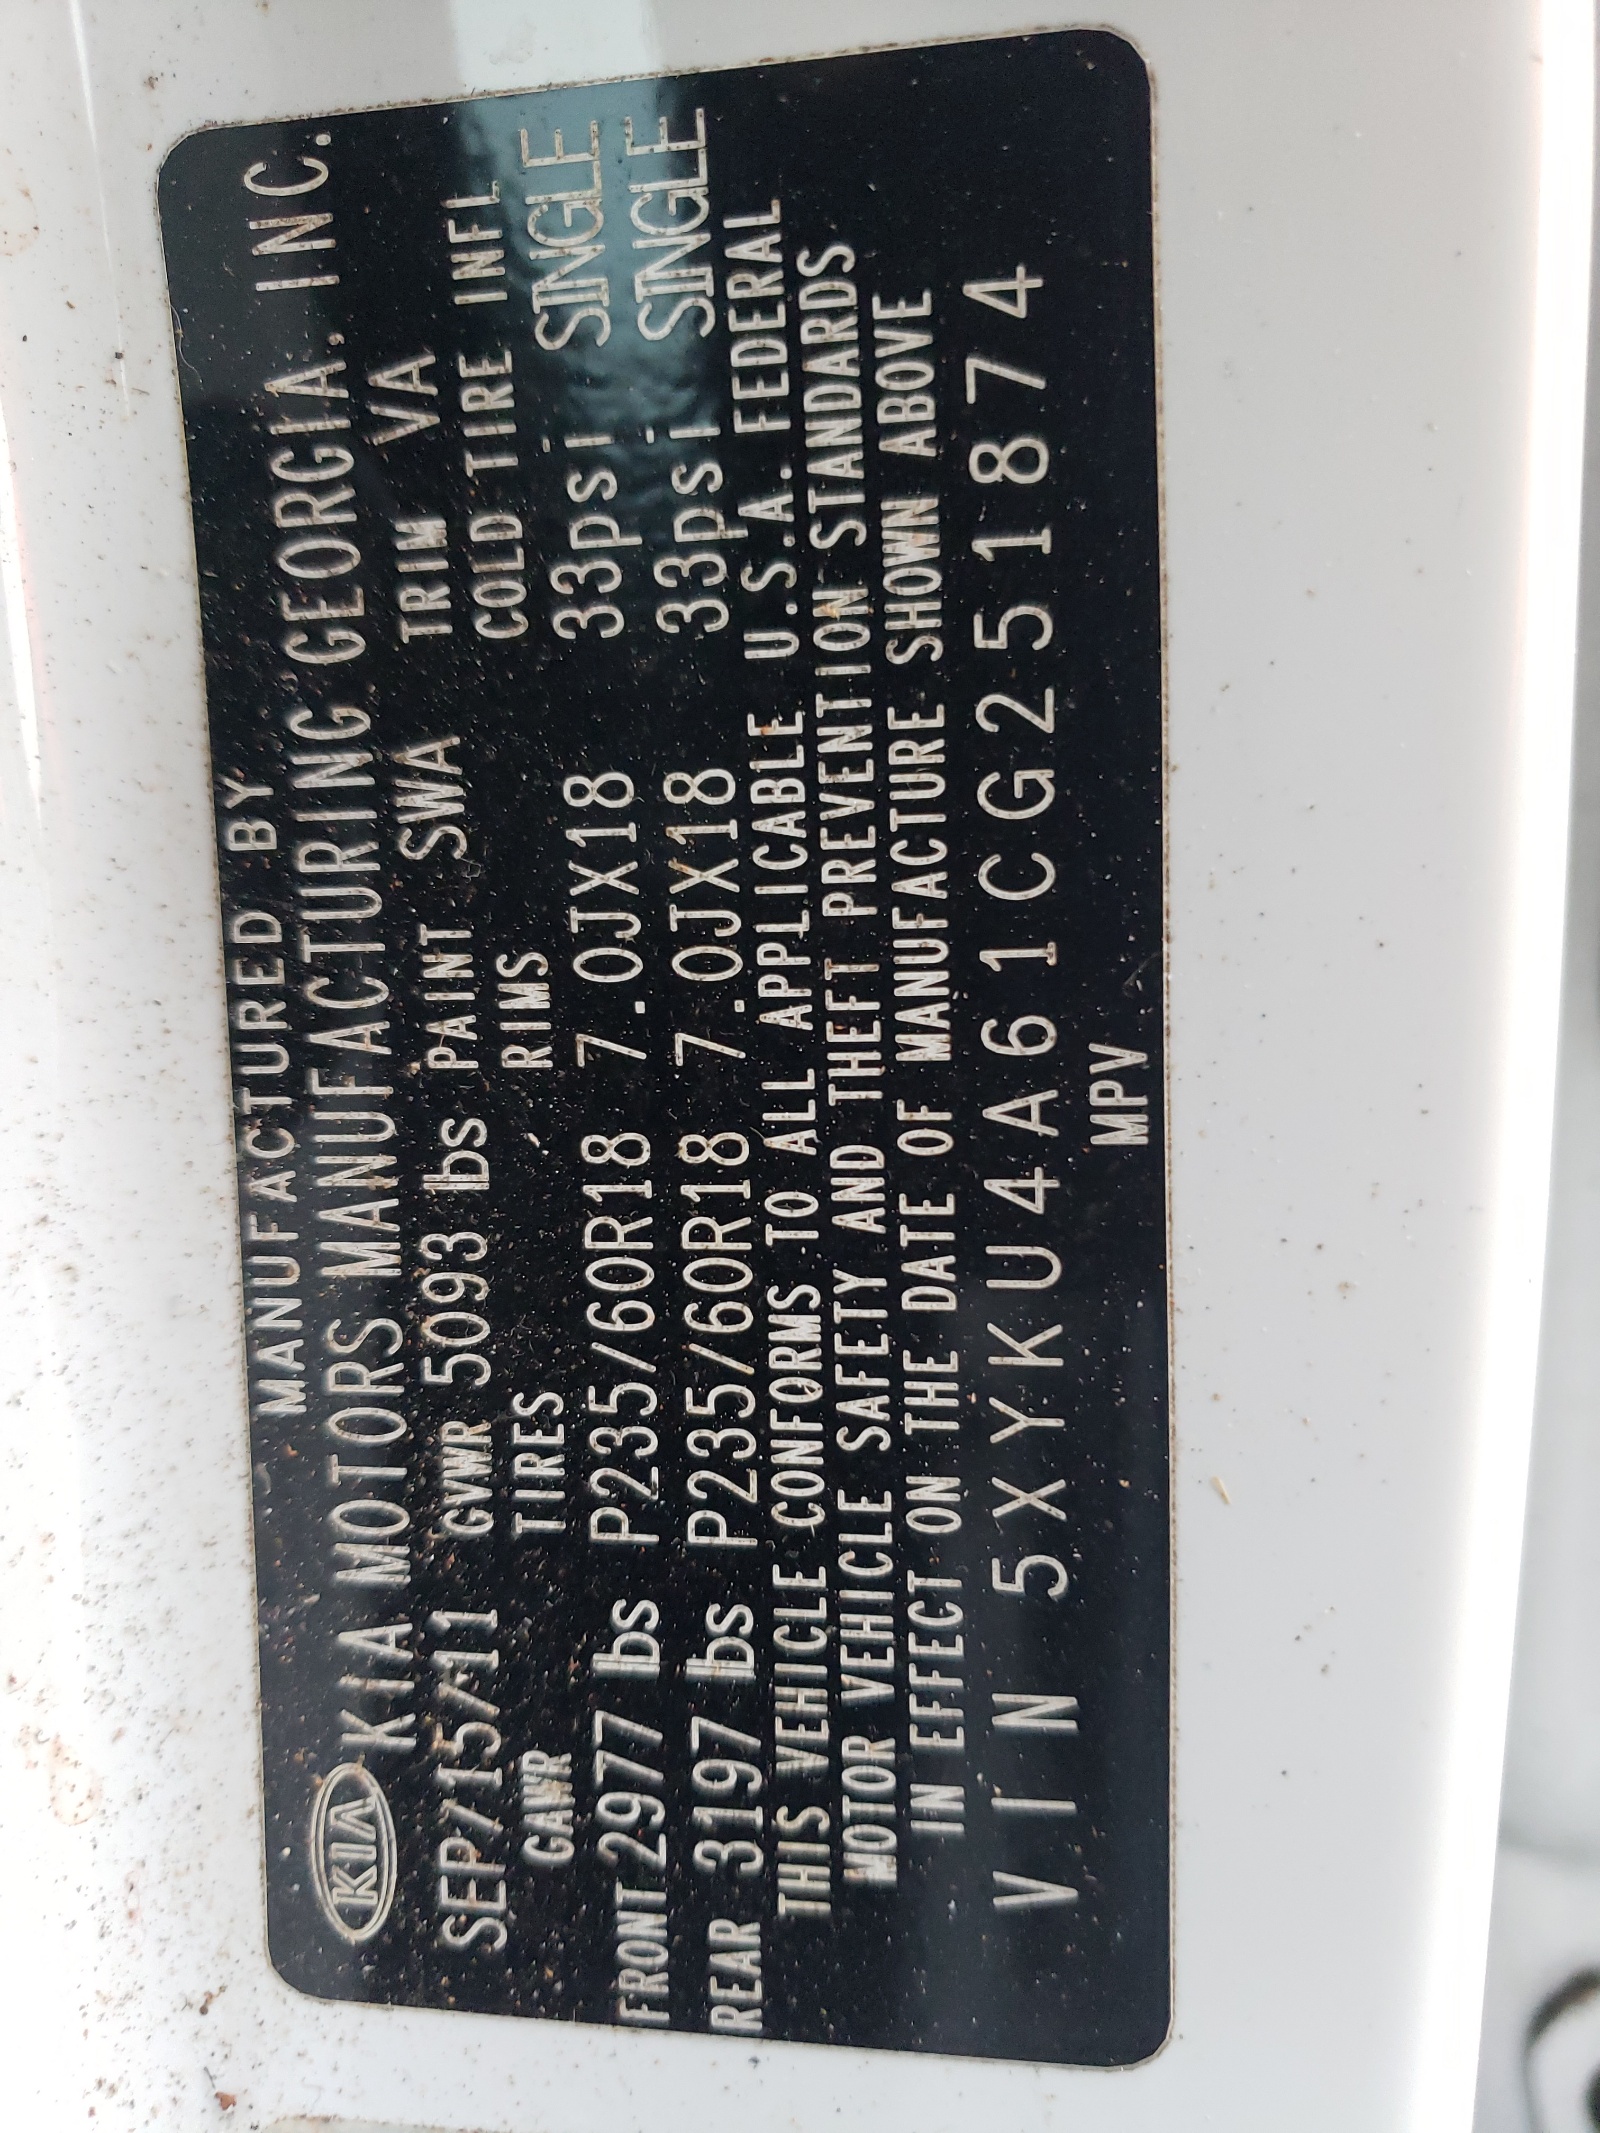 MANUFACTURED BY
KIA KIA MOTORS MANUFACTURING GEORGIA, INC.
SEP/15/11 GVWR 5093 lbs PAINT SWA TRIM VA
GAWR TIRES RIMS COLD TIRE INFL
FRONT 2977 lbs P235/60R18 7.0JX18 33psi SINGLE
REAR 3197 lbs P235/60R18 7.0JX18 33psi SINGLE
THIS VEHICLE CONFORMS TO ALL APPLICABLE U.S.A. FEDERAL
MOTOR VEHICLE SAFETY AND THEFT PREVENTION STANDARDS
IN EFFECT ON THE DATE OF MANUFACTURE SHOWN ABOVE
VIN 5XYKU4A61CG251874
MPV